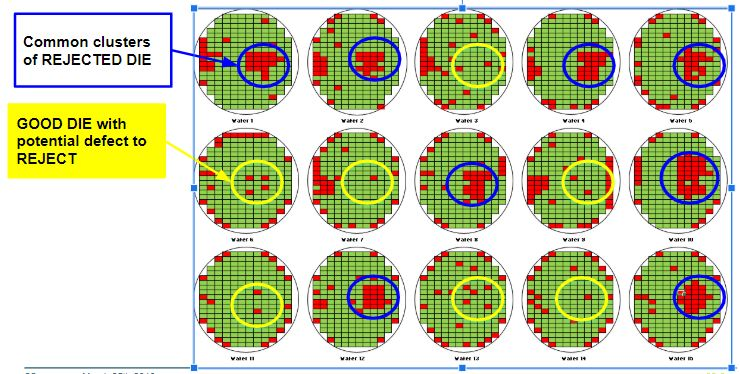 Common clusters
of REJECTED DIE
GOOD DIE with
potential defect to
REJECT
Wafer 1
Wafer 2
Wafer 3
Wafer 4
Wafer 5
Wafer 6
Wafer 7
Wafer 8
Wafer 9
Wafer 10
Wafer 11
Wafer 12
Wafer 13
Wafer 14
Wafer 15